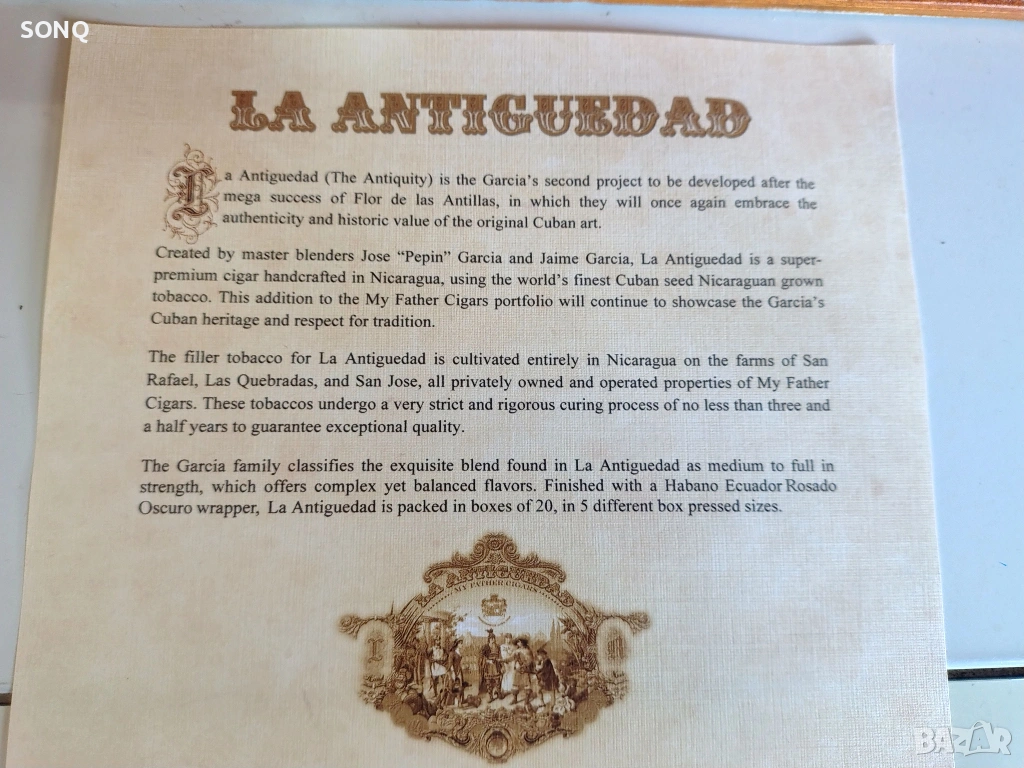 SONQ
LA ANTIGUEDAD
La Antiguedad (The Antiquity) is the Garcia's second project to be developed after the
mega success of Flor de las Antillas, in which they will once again embrace the
authenticity and historic value of the original Cuban art.
Created by master blenders Jose "Pepin" Garcia and Jaime Garcia, La Antiguedad is a super-
premium cigar handcrafted in Nicaragua, using the world's finest Cuban seed Nicaraguan grown
tobacco. This addition to the My Father Cigars portfolio will continue to showcase the Garcia's
Cuban heritage and respect for tradition.
The filler tobacco for La Antiguedad is cultivated entirely in Nicaragua on the farms of San
Rafael, Las Quebradas, and San Jose, all privately owned and operated properties of My Father
Cigars. These tobaccos undergo a very strict and rigorous curing process of no less than three and
a half years to guarantee exceptional quality.
The Garcia family classifies the exquisite blend found in La Antiguedad as medium to full in
strength, which offers complex yet balanced flavors. Finished with a Habano Ecuador Rosado
Oscuro wrapper, La Antiguedad is packed in boxes of 20, in 5 different box pressed sizes.
LA ANTIGUEDAD
MY FATHER CIGARS
BAZAR